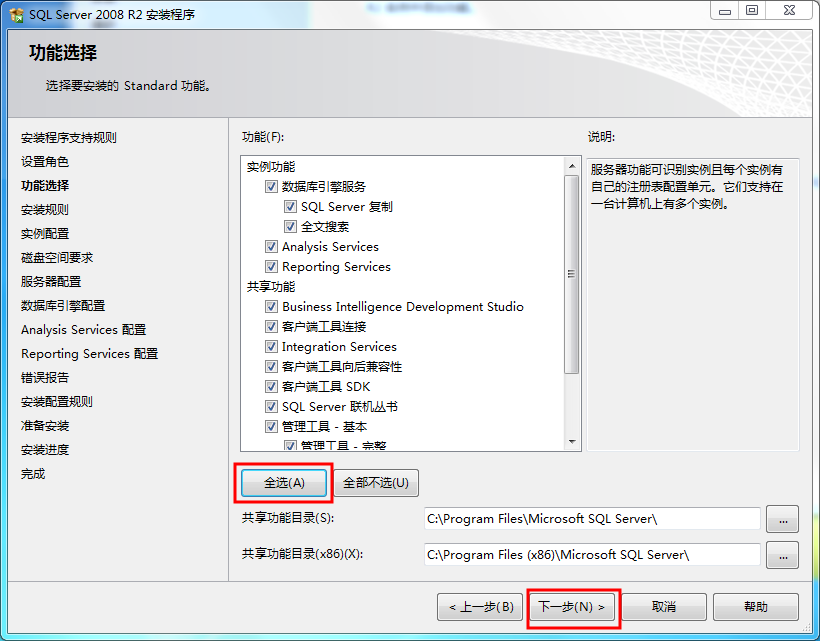 SQL Server 2008 R2 安装程序
功能选择
选择要安装的 Standard 功能。
安装程序支持规则
设置角色
功能选择
安装规则
实例配置
磁盘空间要求
服务器配置
数据库引擎配置
Analysis Services 配置
Reporting Services 配置
错误报告
安装配置规则
准备安装
安装进度
完成
功能(F):
实例功能
数据库引擎服务
SQL Server 复制
全文搜索
Analysis Services
Reporting Services
共享功能
Business Intelligence Development Studio
客户端工具连接
Integration Services
客户端工具向后兼容性
客户端工具 SDK
SQL Server 联机丛书
管理工具 - 基本
管理工具 - 完整
说明:
服务器功能可识别实例且每个实例有
自己的注册表配置单元。它们支持在
一台计算机上有多个实例。
全选(A)
全部不选(U)
共享功能目录(S):
C:\Program Files\Microsoft SQL Server\
...
共享功能目录(x86)(X):
C:\Program Files (x86)\Microsoft SQL Server\
...
< 上一步(B)
下一步(N) >
取消
帮助